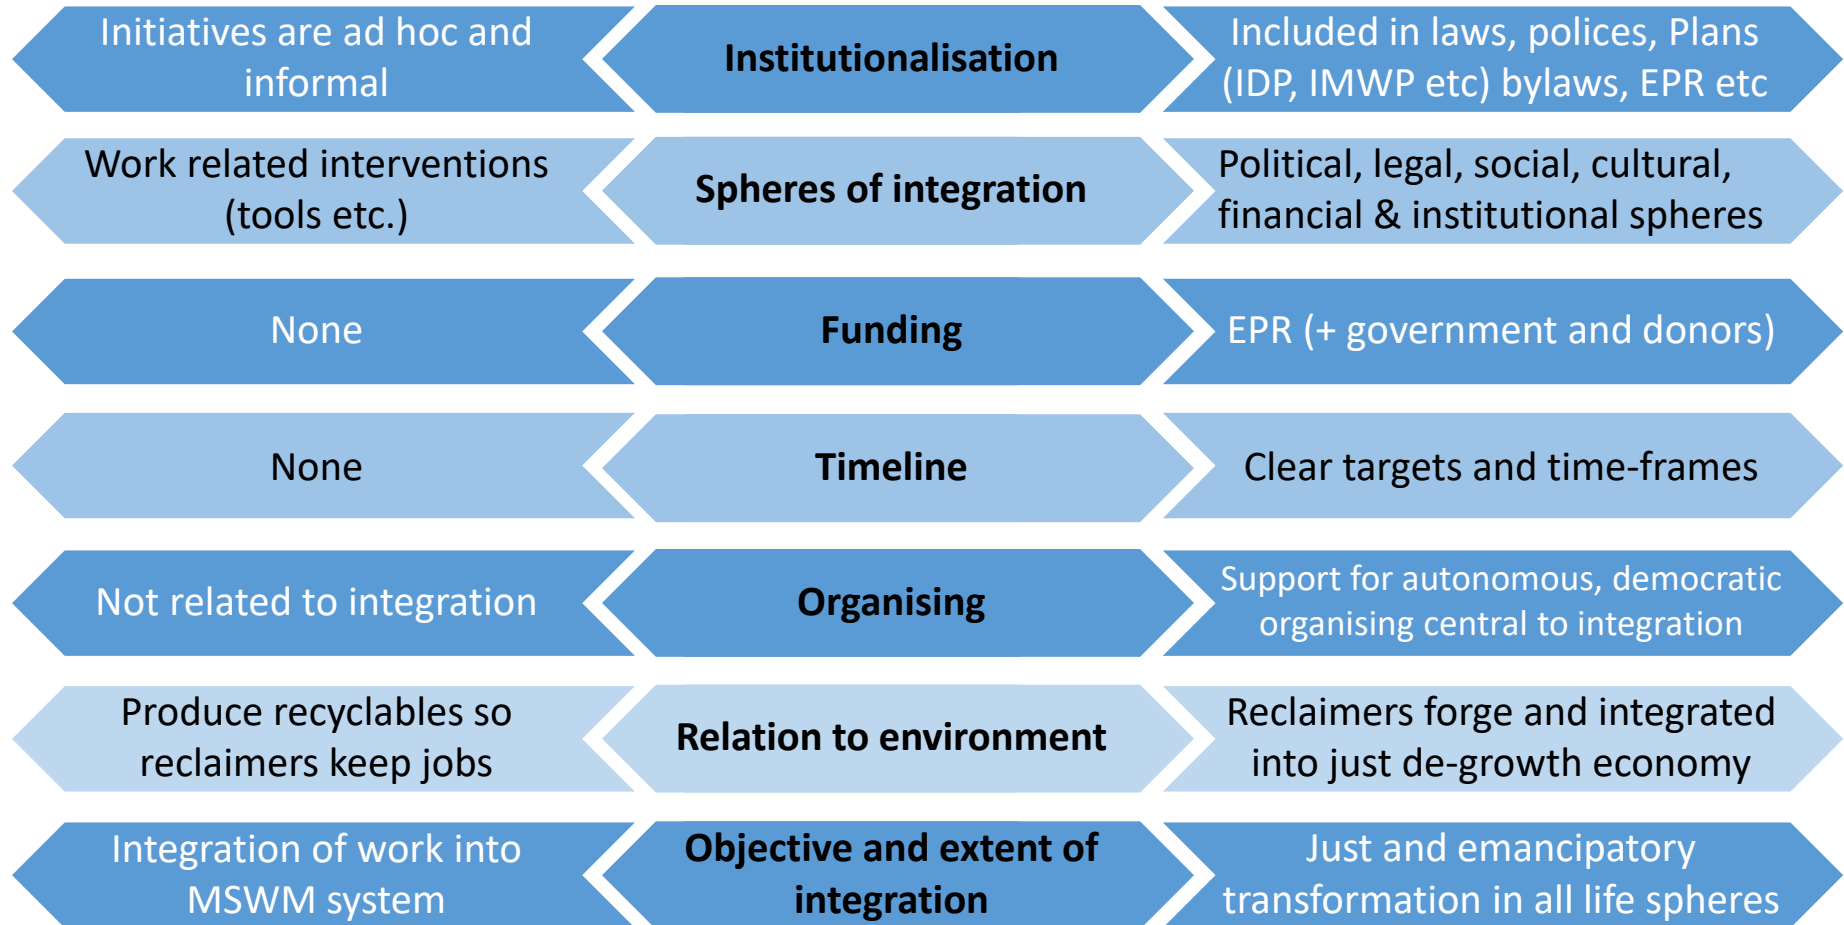 Initiatives are ad hoc and
informal
Institutionalisation
Included in laws, polices, Plans
(IDP, IMWP etc) bylaws, EPR etc
Work related interventions
(tools etc.)
Spheres of integration
Political, legal, social, cultural,
financial & institutional spheres
None
Funding
EPR (+ government and donors)
None
Timeline
Clear targets and time-frames
Not related to integration
Organising
Support for autonomous, democratic
organising central to integration
Produce recyclables so
reclaimers keep jobs
Relation to environment
Reclaimers forge and integrated
into just de-growth economy
Integration of work into
MSWM system
Objective and extent of
integration
Just and emancipatory
transformation in all life spheres